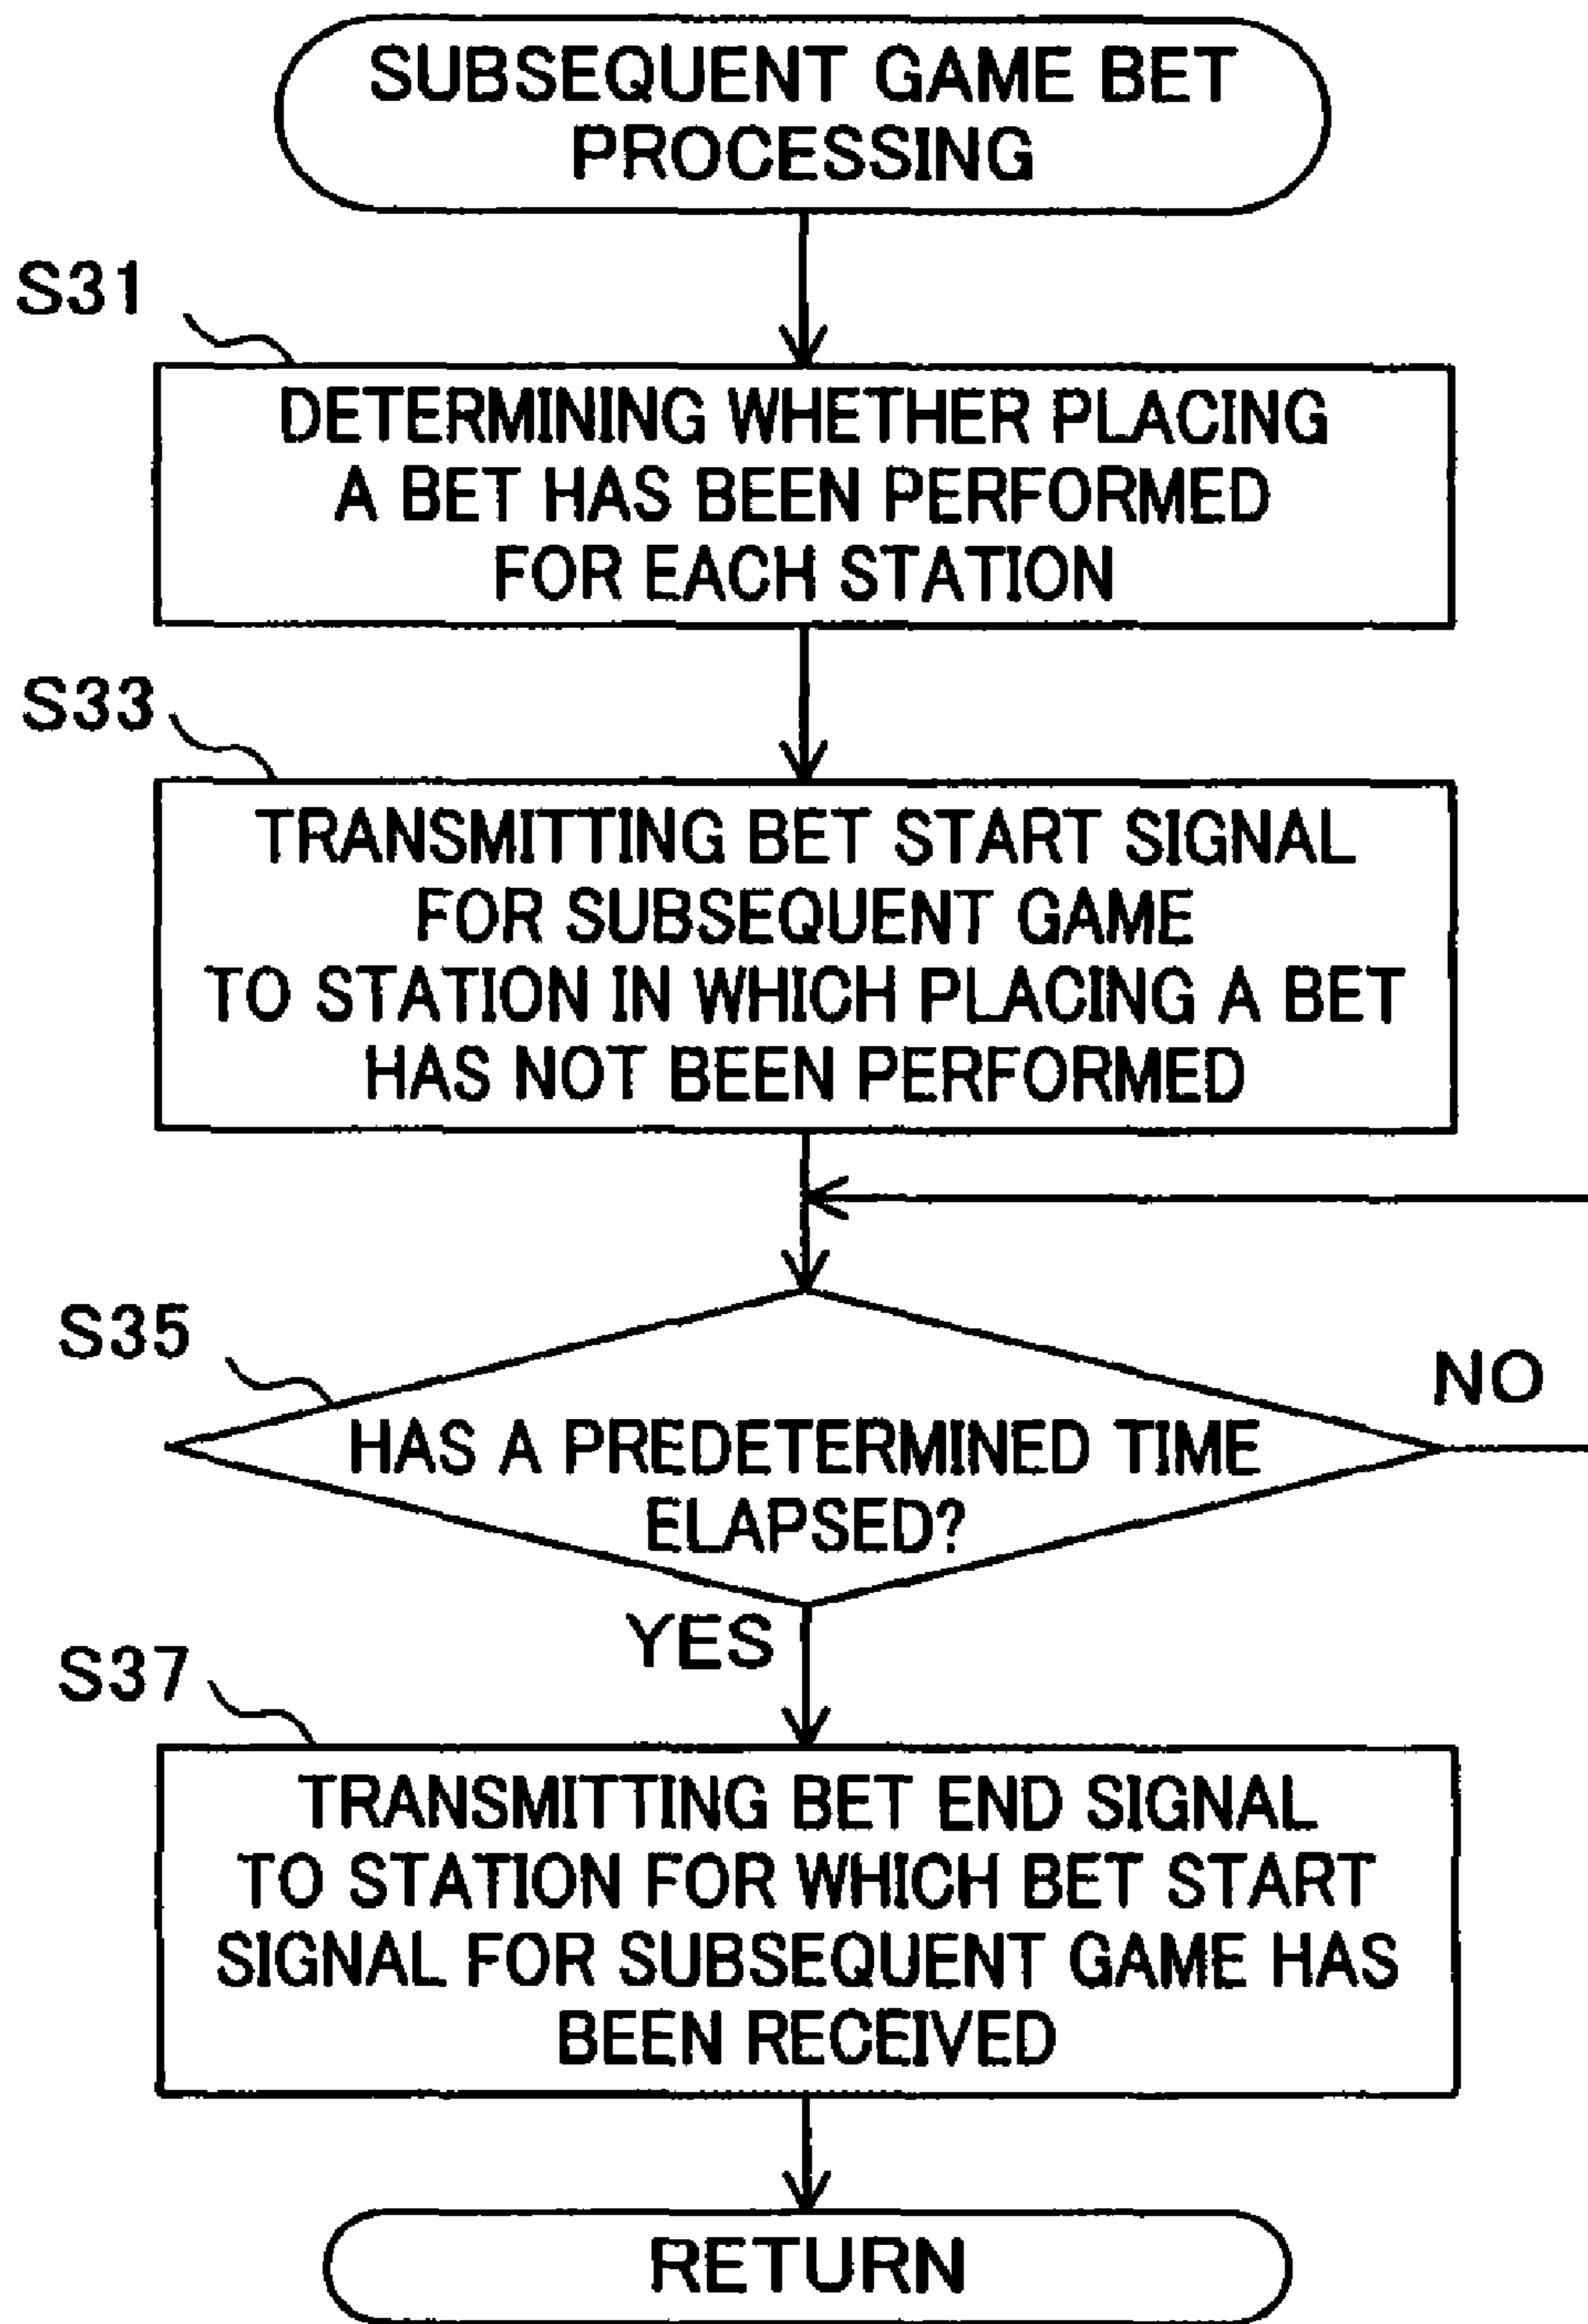 SUBSEQUENT GAME BET
PROCESSING
S31
DETERMINING WHETHER PLACING
A BET HAS BEEN PERFORMED
FOR EACH STATION
S33
TRANSMITTING BET START SIGNAL
FOR SUBSEQUENT GAME
TO STATION IN WHICH PLACING A BET
HAS NOT BEEN PERFORMED
S35
NO
HAS A PREDETERMINED TIME
ELAPSED?
YES
S37
TRANSMITTING BET END SIGNAL
TO STATION FOR WHICH BET START
SIGNAL FOR SUBSEQUENT GAME HAS
BEEN RECEIVED
RETURN